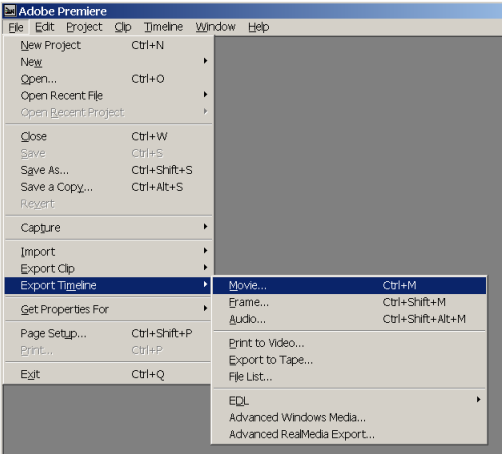 Adobe Premiere
File Edit Project Clip Timeline Window Help
New Project Ctrl+N
New
Open... Ctrl+O
Open Recent File
Open Recent Project
Close Ctrl+W
Save Ctrl+S
Save As... Ctrl+Shift+S
Save a Copy... Ctrl+Alt+S
Revert
Capture
Import
Export Clip
Export Timeline
Get Properties For
Page Setup... Ctrl+Shift+P
Print... Ctrl+P
Exit Ctrl+Q
Movie... Ctrl+M
Frame... Ctrl+Shift+M
Audio... Ctrl+Shift+Alt+M
Print to Video...
Export to Tape...
File List...
EDL
Advanced Windows Media...
Advanced RealMedia Export...